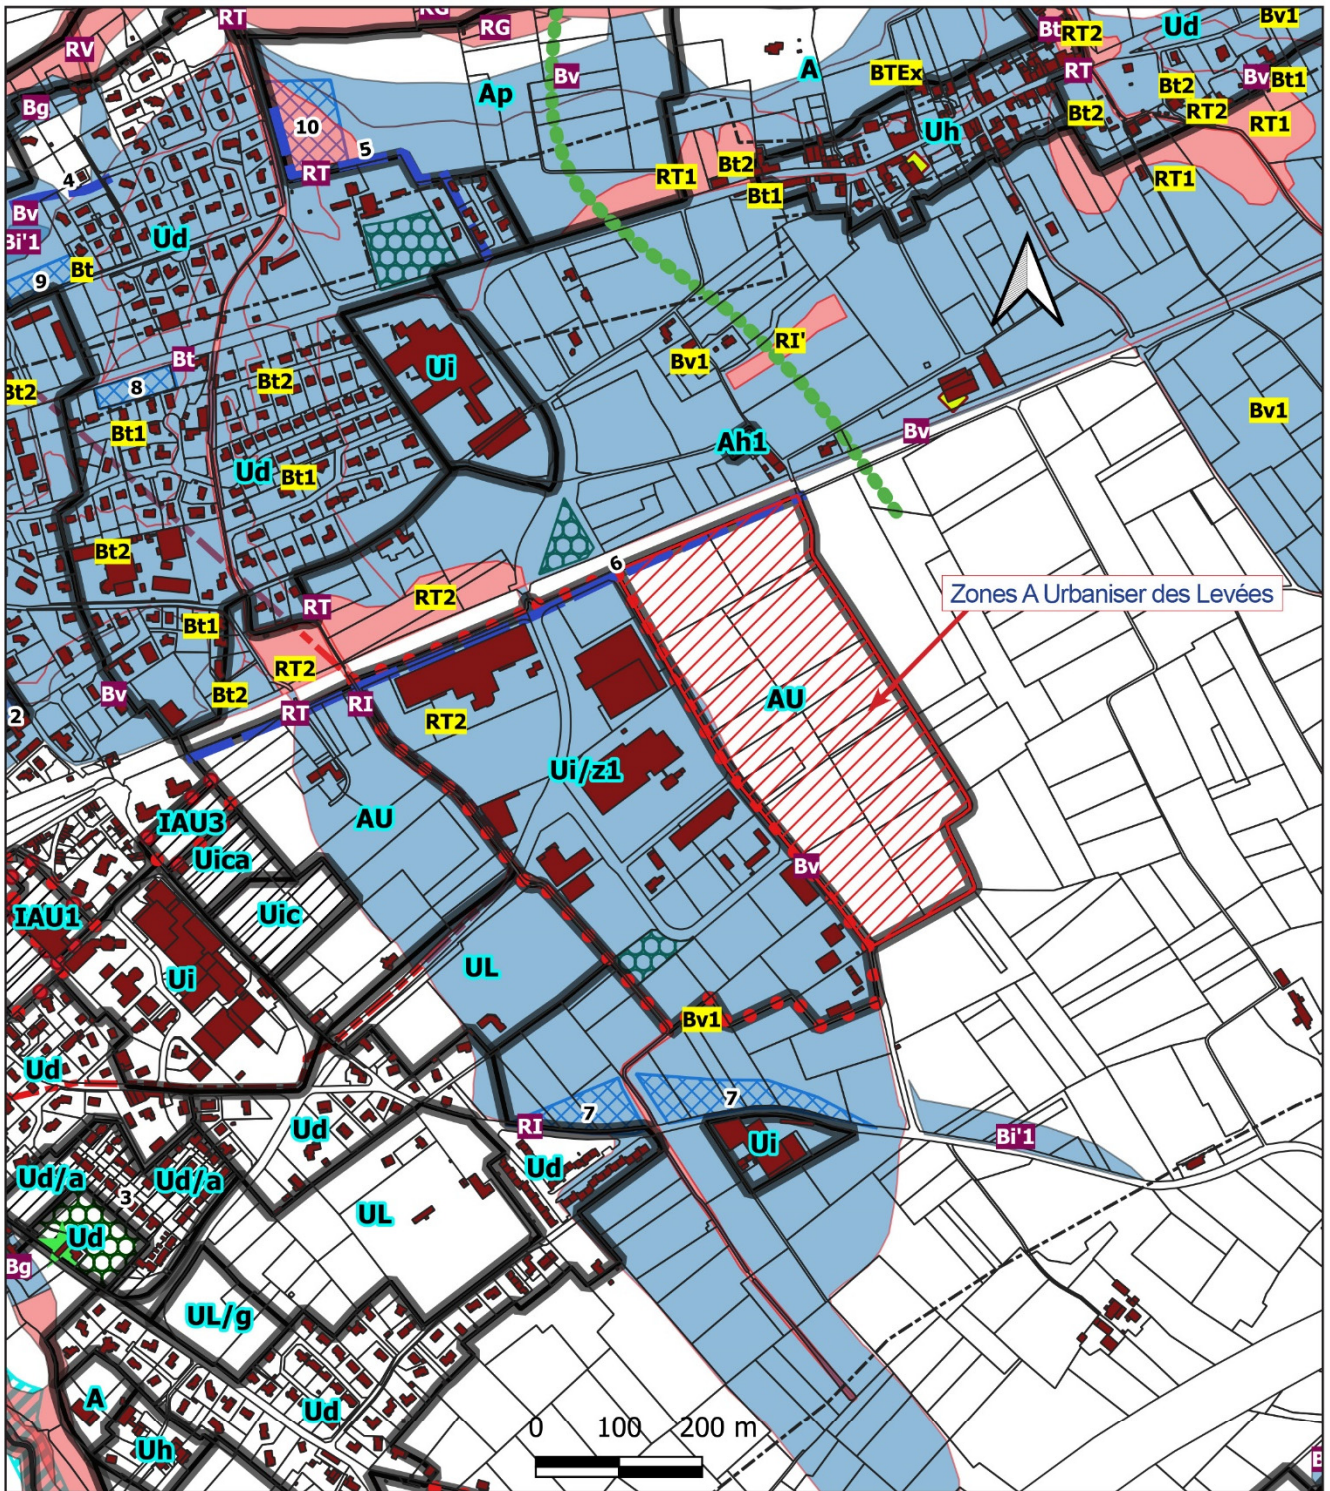 RT
RG
RG
RV
Bv
Bt
RT2
Ud
Bv1
A
BTEx
RT
Bt2
Bv
Bt1
Bg
Ap
10
Uh
Bt2
RT2
RT1
5
RT
4
RT1
Bt2
Bt1
RT1
Bv
Bi'1
Ud
Bt
9
RI'
Bt
Ui
Bv1
Bt2
8
Bt2
Bt1
Bv1
Ah1
Bv
Ud
Bt1
Bt2
6
RT2
Zones A Urbaniser des Levées
RT
Bt1
RT2
Bv
Bt2
RI
AU
2
RT
RT2
Ui/z1
IAU3
AU
Uica
Bv
IAU1
Uic
Ui
UL
Bv1
Ud
7
7
Ud
RI
Ui
Bi'1
Ud/a
Ud/a
Ud
3
UL
Ud
Bg
UL/g
A
Ud
Uh
0 100 200 m